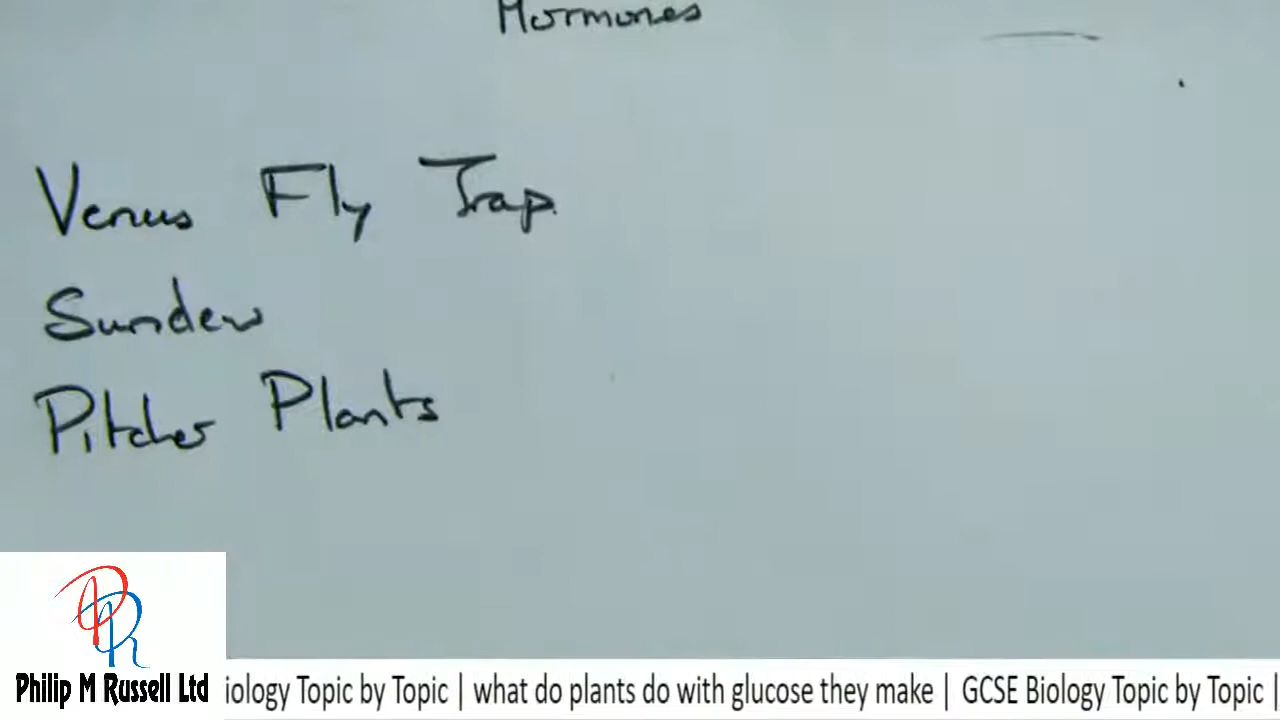 Hormones
Venus Fly Trap
Sundew
Pitcher Plants
Philip M Russell Ltd
iology Topic by Topic | what do plants do with glucose they make | GCSE Biology Topic by Topic |